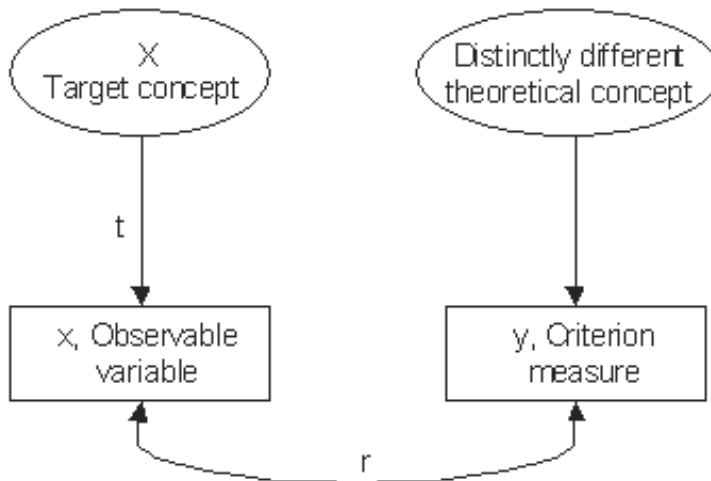 X
Target concept
Distinctly different
theoretical concept
t
x, Observable
variable
y, Criterion
measure
r